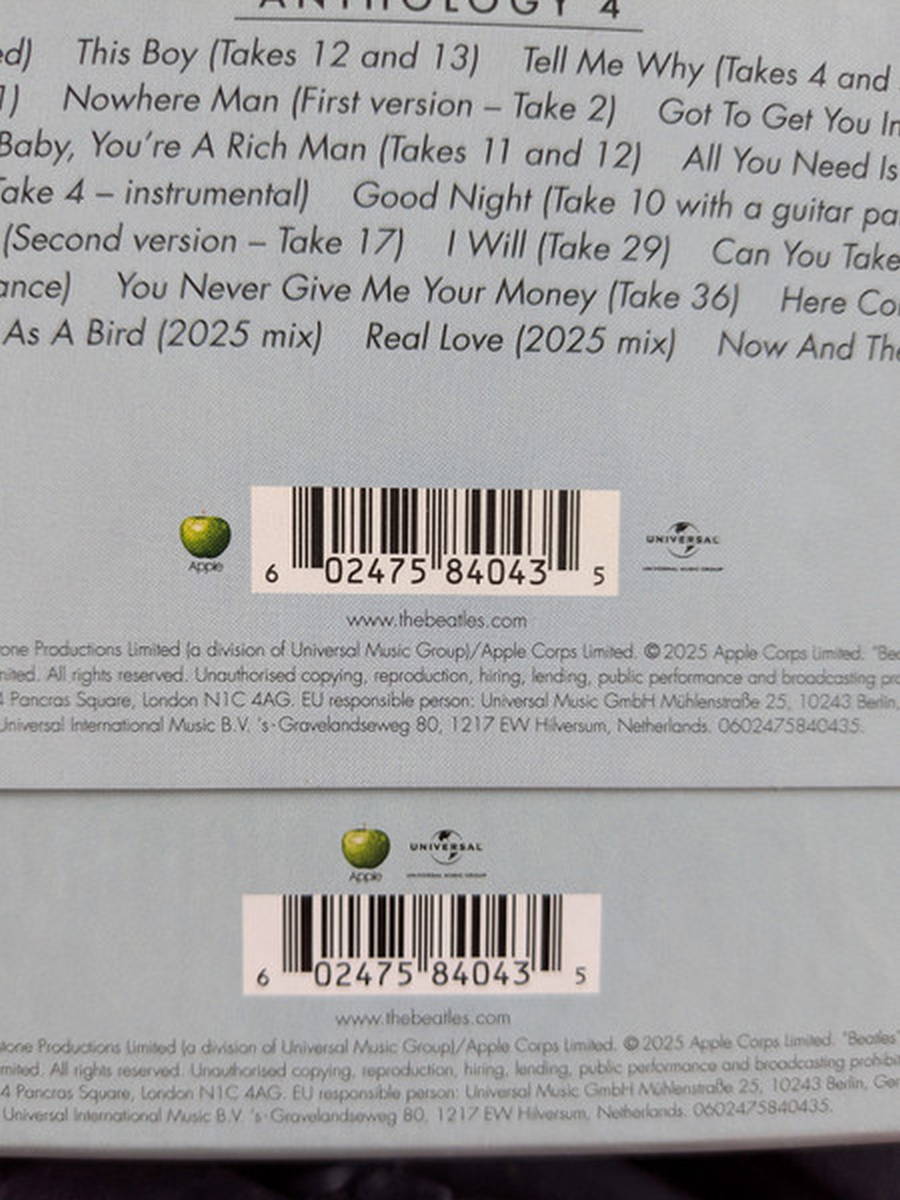 ANTHOLOGY 4
ed) This Boy (Takes 12 and 13) Tell Me Why (Takes 4 and
1) Nowhere Man (First version – Take 2) Got To Get You In
Baby, You're A Rich Man (Takes 11 and 12) All You Need Is
Take 4 – instrumental) Good Night (Take 10 with a guitar pa
(Second version – Take 17) I Will (Take 29) Can You Take
ance) You Never Give Me Your Money (Take 36) Here Co
As A Bird (2025 mix) Real Love (2025 mix) Now And The
Apple
6 02475 84043 5
UNIVERSAL
UNIVERSAL MUSIC GROUP
www.thebeatles.com
tone Productions Limited (a division of Universal Music Group)/Apple Corps Limited. © 2025 Apple Corps Limited. "Bea
mited. All rights reserved. Unauthorised copying, reproduction, hiring, lending, public performance and broadcasting pro
4 Pancras Square, London N1C 4AG. EU responsible person: Universal Music GmbH Mühlenstraße 25, 10243 Berlin,
Universal International Music B.V. 's-Gravelandseweg 80, 1217 EW Hilversum, Netherlands. 0602475840435.
Apple
UNIVERSAL
UNIVERSAL MUSIC GROUP
6 02475 84043 5
www.thebeatles.com
stone Productions Limited (a division of Universal Music Group)/Apple Corps Limited. © 2025 Apple Corps Limited. "Beatles"
mited. All rights reserved. Unauthorised copying, reproduction, hiring, lending, public performance and broadcasting prohibit
4 Pancras Square, London N1C 4AG. EU responsible person: Universal Music GmbH Mühlenstraße 25, 10243 Berlin, Ger
Universal International Music B.V. 's-Gravelandseweg 80, 1217 EW Hilversum, Netherlands. 0602475840435.